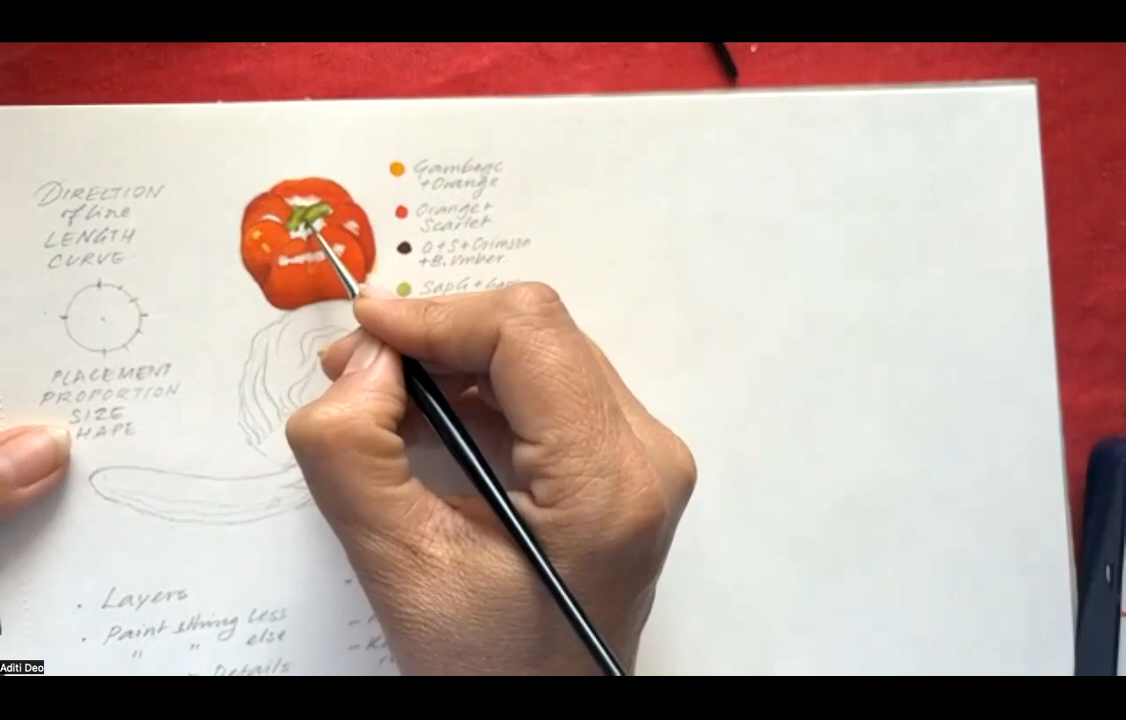 DIRECTION
of line
LENGTH
CURVE
Gamboge
+Orange
Orange+
Scarlet
O+S+Crimson
+B.Umber
SapG +
PLACEMENT
PROPORTION
SIZE
HAPE
• Layers
• Paint sthing less
" " else
Details
Aditi Deo